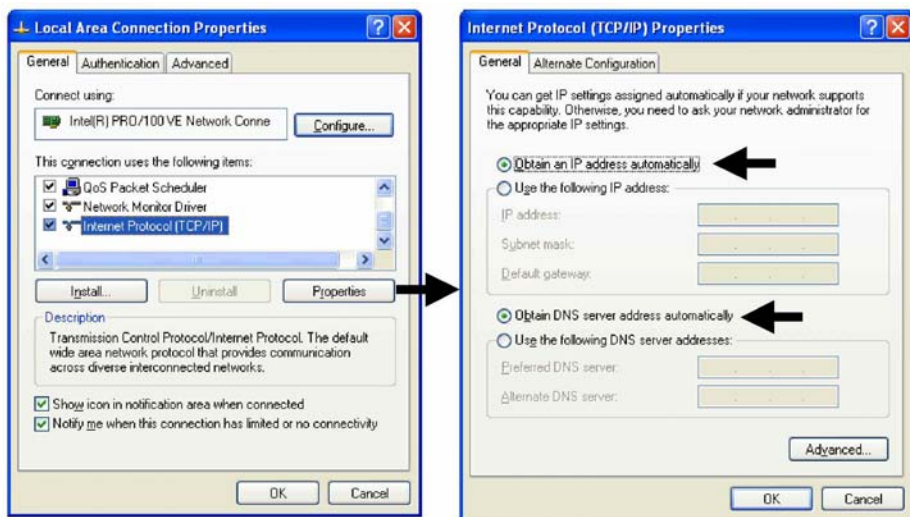 Local Area Connection Properties
General
Authentication
Advanced
Connect using:
Intel(R) PRO/100 VE Network Conne
Configure...
This connection uses the following items:
QoS Packet Scheduler
Network Monitor Driver
Internet Protocol (TCP/IP)
Install...
Uninstall
Properties
Description
Transmission Control Protocol/Internet Protocol. The default
wide area network protocol that provides communication
across diverse interconnected networks.
Show icon in notification area when connected
Notify me when this connection has limited or no connectivity
OK
Cancel
Internet Protocol (TCP/IP) Properties
General
Alternate Configuration
You can get IP settings assigned automatically if your network supports
this capability. Otherwise, you need to ask your network administrator for
the appropriate IP settings.
Obtain an IP address automatically
Use the following IP address:
IP address:
Subnet mask:
Default gateway:
Obtain DNS server address automatically
Use the following DNS server addresses:
Preferred DNS server:
Alternate DNS server:
Advanced...
OK
Cancel